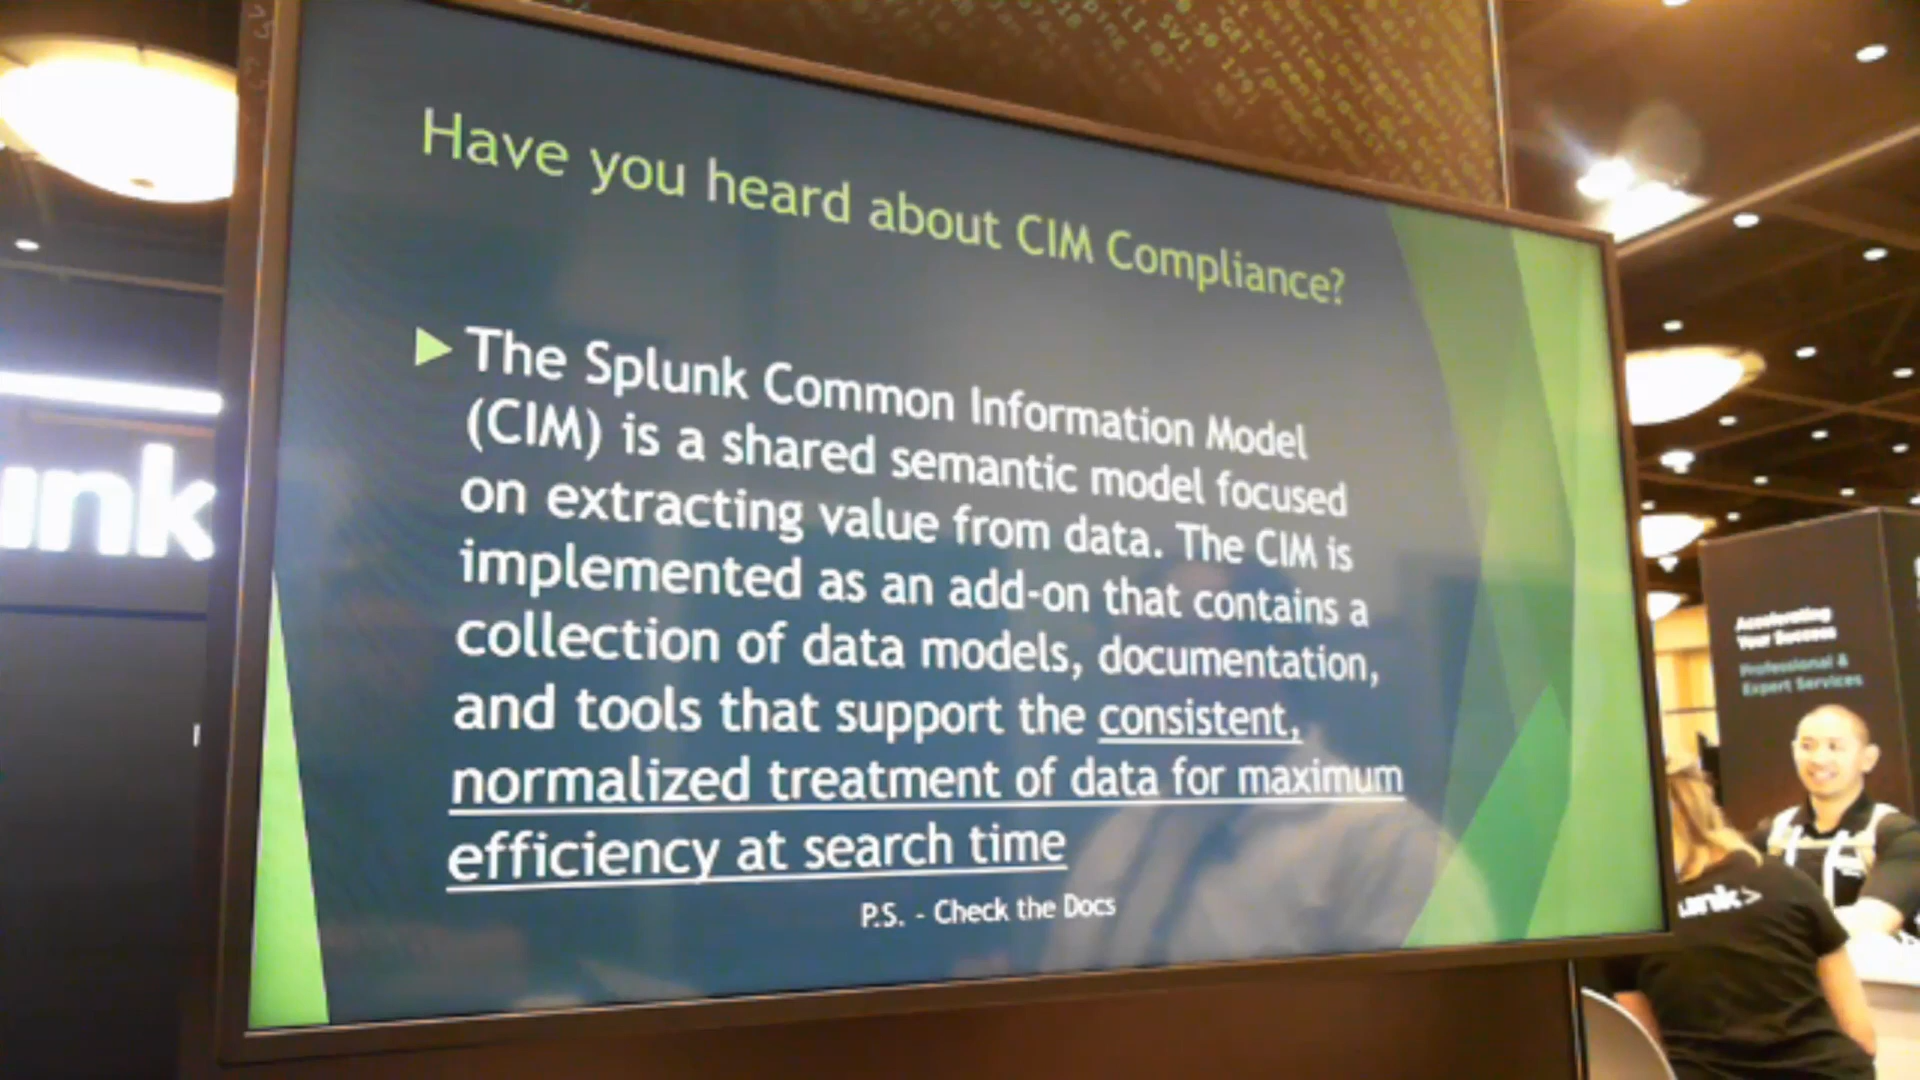 Have you heard about CIM Compliance?
The Splunk Common Information Model
(CIM) is a shared semantic model focused
on extracting value from data. The CIM is
implemented as an add-on that contains a
collection of data models, documentation,
and tools that support the consistent,
normalized treatment of data for maximum
efficiency at search time
P.S. - Check the Docs
unk
Accelerating
Your Success
Professional &
Expert Services
unk>